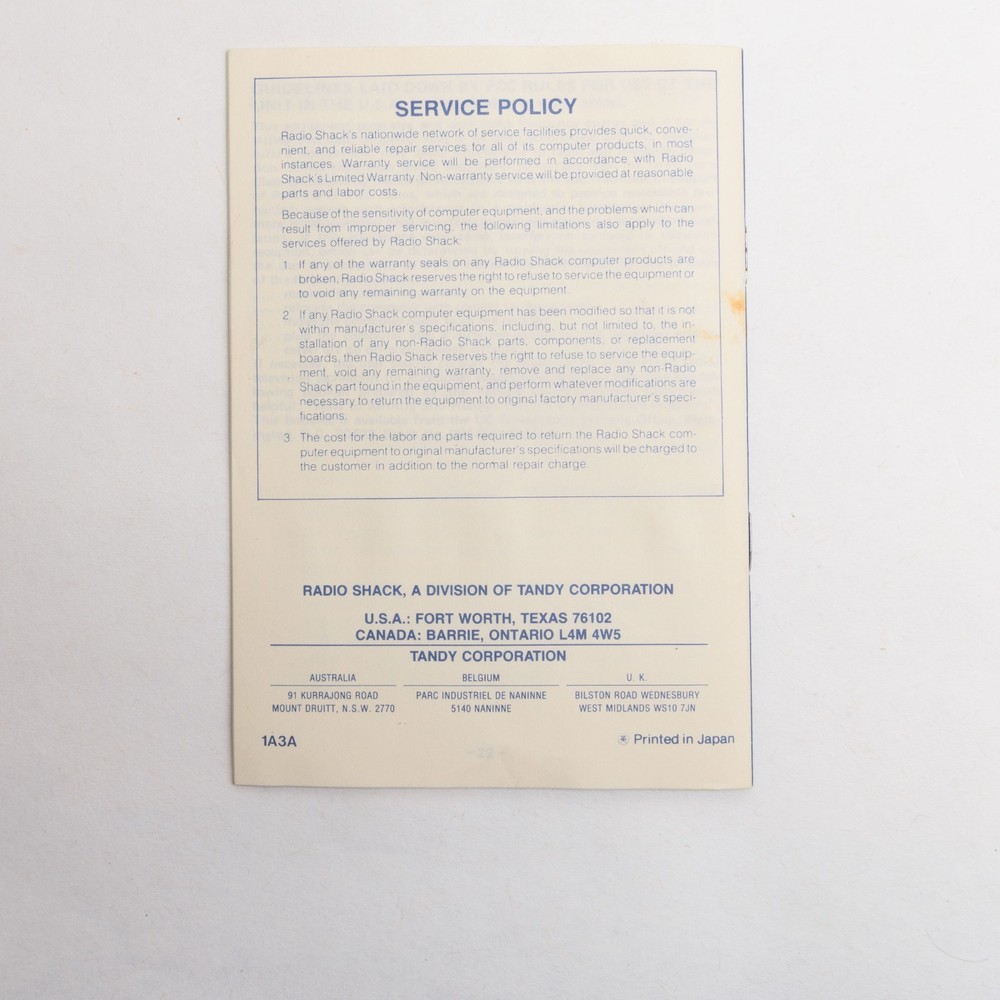 SERVICE POLICY
Radio Shack's nationwide network of service facilities provides quick, conve-
nient, and reliable repair services for all of its computer products, in most
instances. Warranty service will be performed in accordance with Radio
Shack's Limited Warranty. Non-warranty service will be provided at reasonable
parts and labor costs.
Because of the sensitivity of computer equipment, and the problems which can
result from improper servicing, the following limitations also apply to the
services offered by Radio Shack:
1. If any of the warranty seals on any Radio Shack computer products are
broken, Radio Shack reserves the right to refuse to service the equipment or
to void any remaining warranty on the equipment.
2. If any Radio Shack computer equipment has been modified so that it is not
within manufacturer's specifications, including, but not limited to, the in-
stallation of any non-Radio Shack parts, components, or replacement
boards, then Radio Shack reserves the right to refuse to service the equip-
ment, void any remaining warranty, remove and replace any non-Radio
Shack part found in the equipment, and perform whatever modifications are
necessary to return the equipment to original factory manufacturer's speci-
fications.
3. The cost for the labor and parts required to return the Radio Shack com-
puter equipment to original manufacturer's specifications will be charged to
the customer in addition to the normal repair charge.
RADIO SHACK, A DIVISION OF TANDY CORPORATION
U.S.A.: FORT WORTH, TEXAS 76102
CANADA: BARRIE, ONTARIO L4M 4W5
TANDY CORPORATION
AUSTRALIA BELGIUM U. K.
91 KURRAJONG ROAD PARC INDUSTRIEL DE NANINNE BILSTON ROAD WEDNESBURY
MOUNT DRUITT, N.S.W. 2770 5140 NANINNE WEST MIDLANDS WS10 7JN
1A3A Printed in Japan